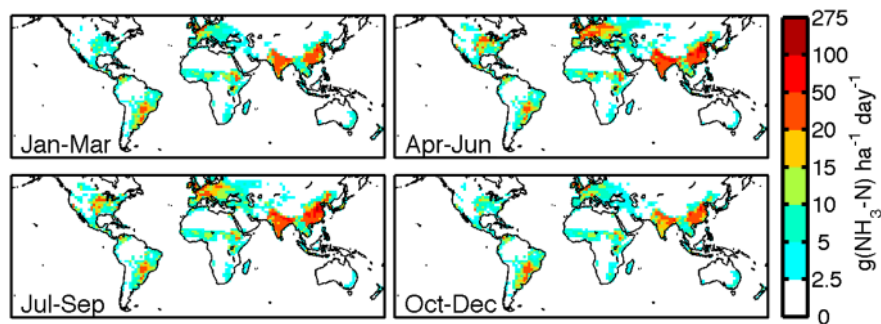 Jan-Mar
Apr-Jun
Jul-Sep
Oct-Dec
275
100
50
20
15
10
5
2.5
0
g(NH₃-N) ha⁻¹ day⁻¹